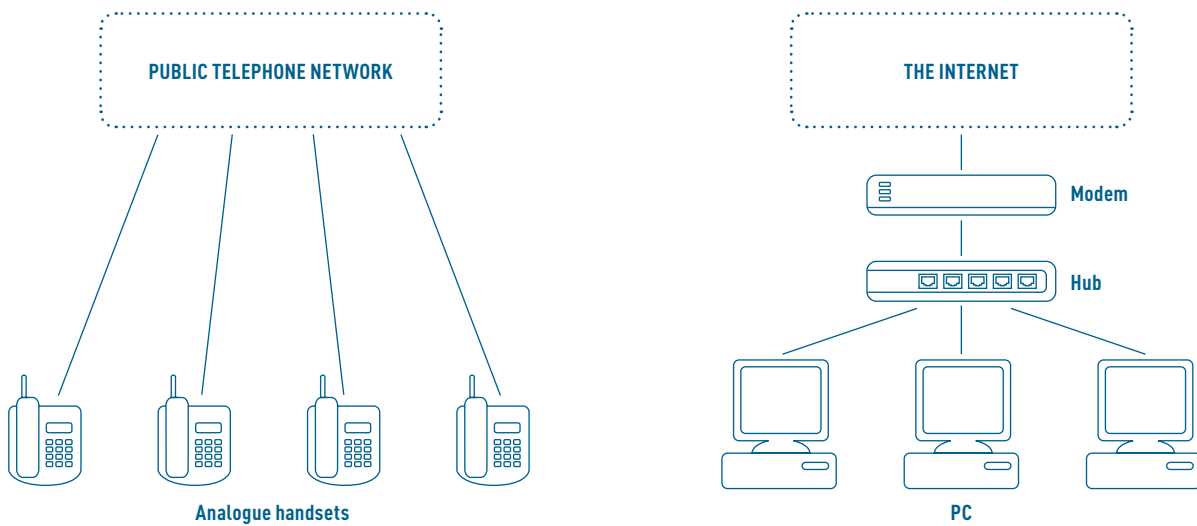 PUBLIC TELEPHONE NETWORK
THE INTERNET
Modem
Hub
Analogue handsets
PC